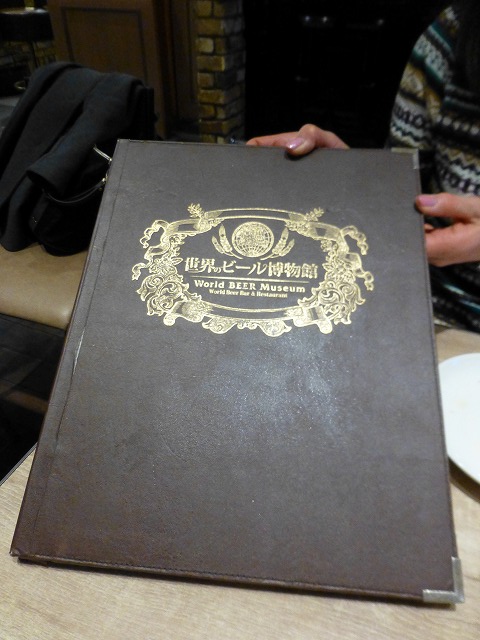 世界のビール博物館
World BEER Museum
World Beer Bar & Restaurant